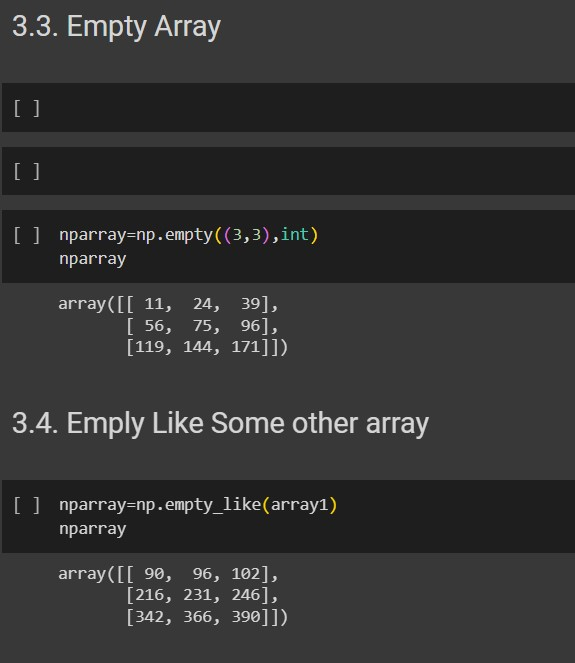 3.3. Empty Array
[ ]
[ ]
[ ] nparray=np.empty((3,3),int)
nparray
array([[ 11,  24,  39],
       [ 56,  75,  96],
       [119, 144, 171]])
3.4. Emply Like Some other array
[ ] nparray=np.empty_like(array1)
nparray
array([[ 90,  96, 102],
       [216, 231, 246],
       [342, 366, 390]])